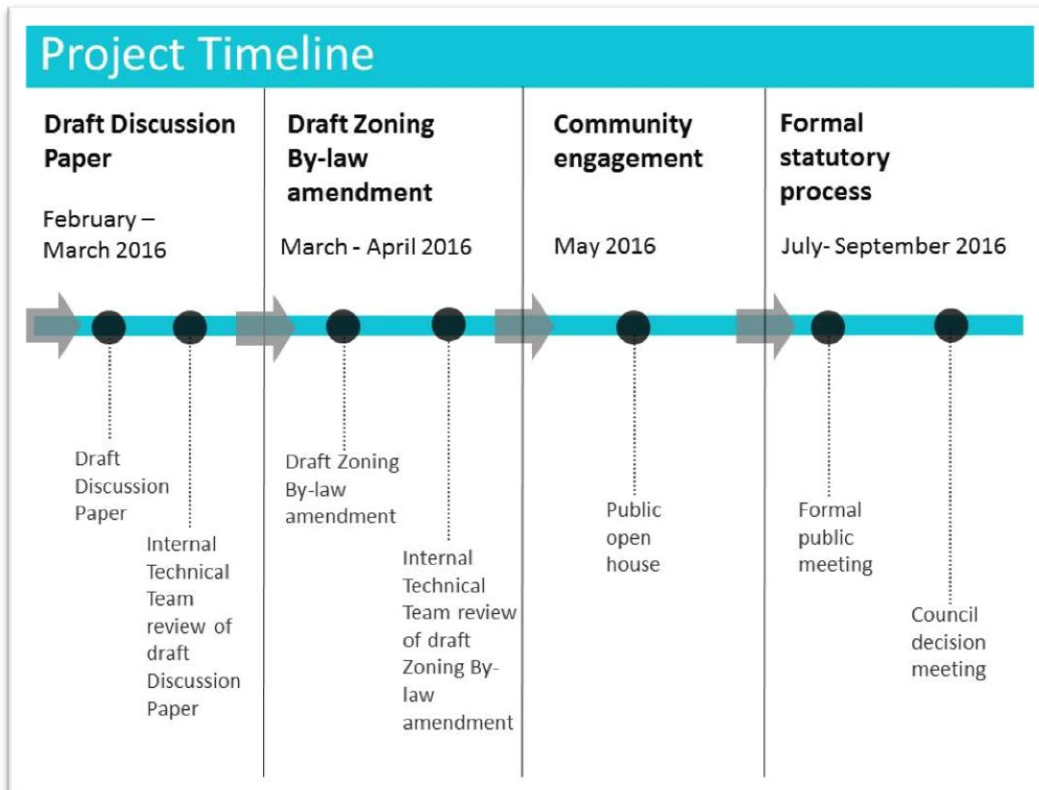 Project Timeline
Draft Discussion
Paper
February –
March 2016
Draft Zoning
By-law
amendment
March - April 2016
Community
engagement
May 2016
Formal
statutory
process
July- September 2016
Draft
Discussion
Paper
Internal
Technical
Team
review of
draft
Discussion
Paper
Draft Zoning
By-law
amendment
Internal
Technical
Team review
of draft
Zoning By-
law
amendment
Public
open
house
Formal
public
meeting
Council
decision
meeting